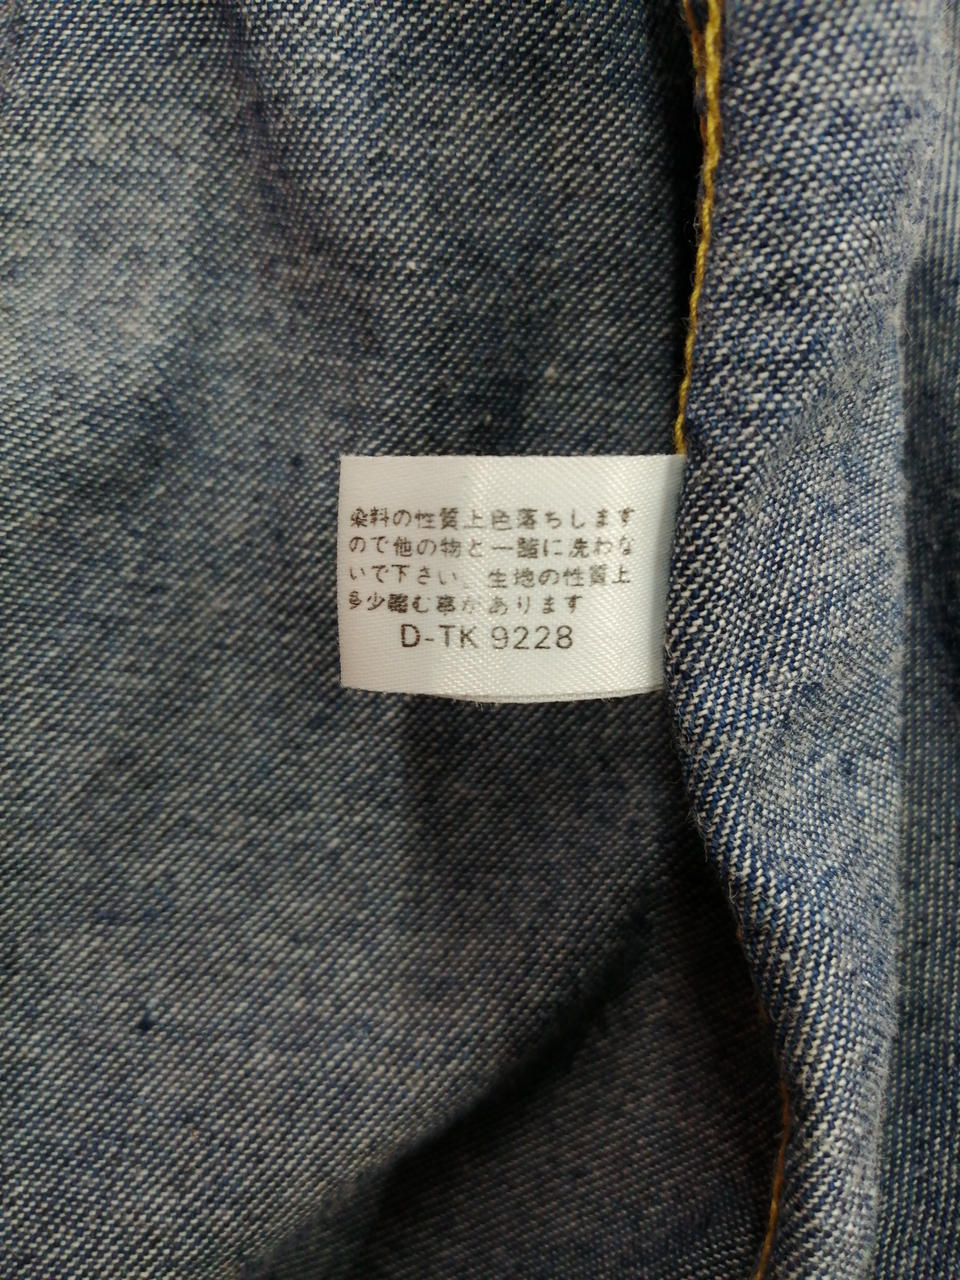 染料の性質上色落ちします
ので他の物と一諸に洗わな
いで下さい。生地の性質上
多少縮む事があります
D-TK 9228